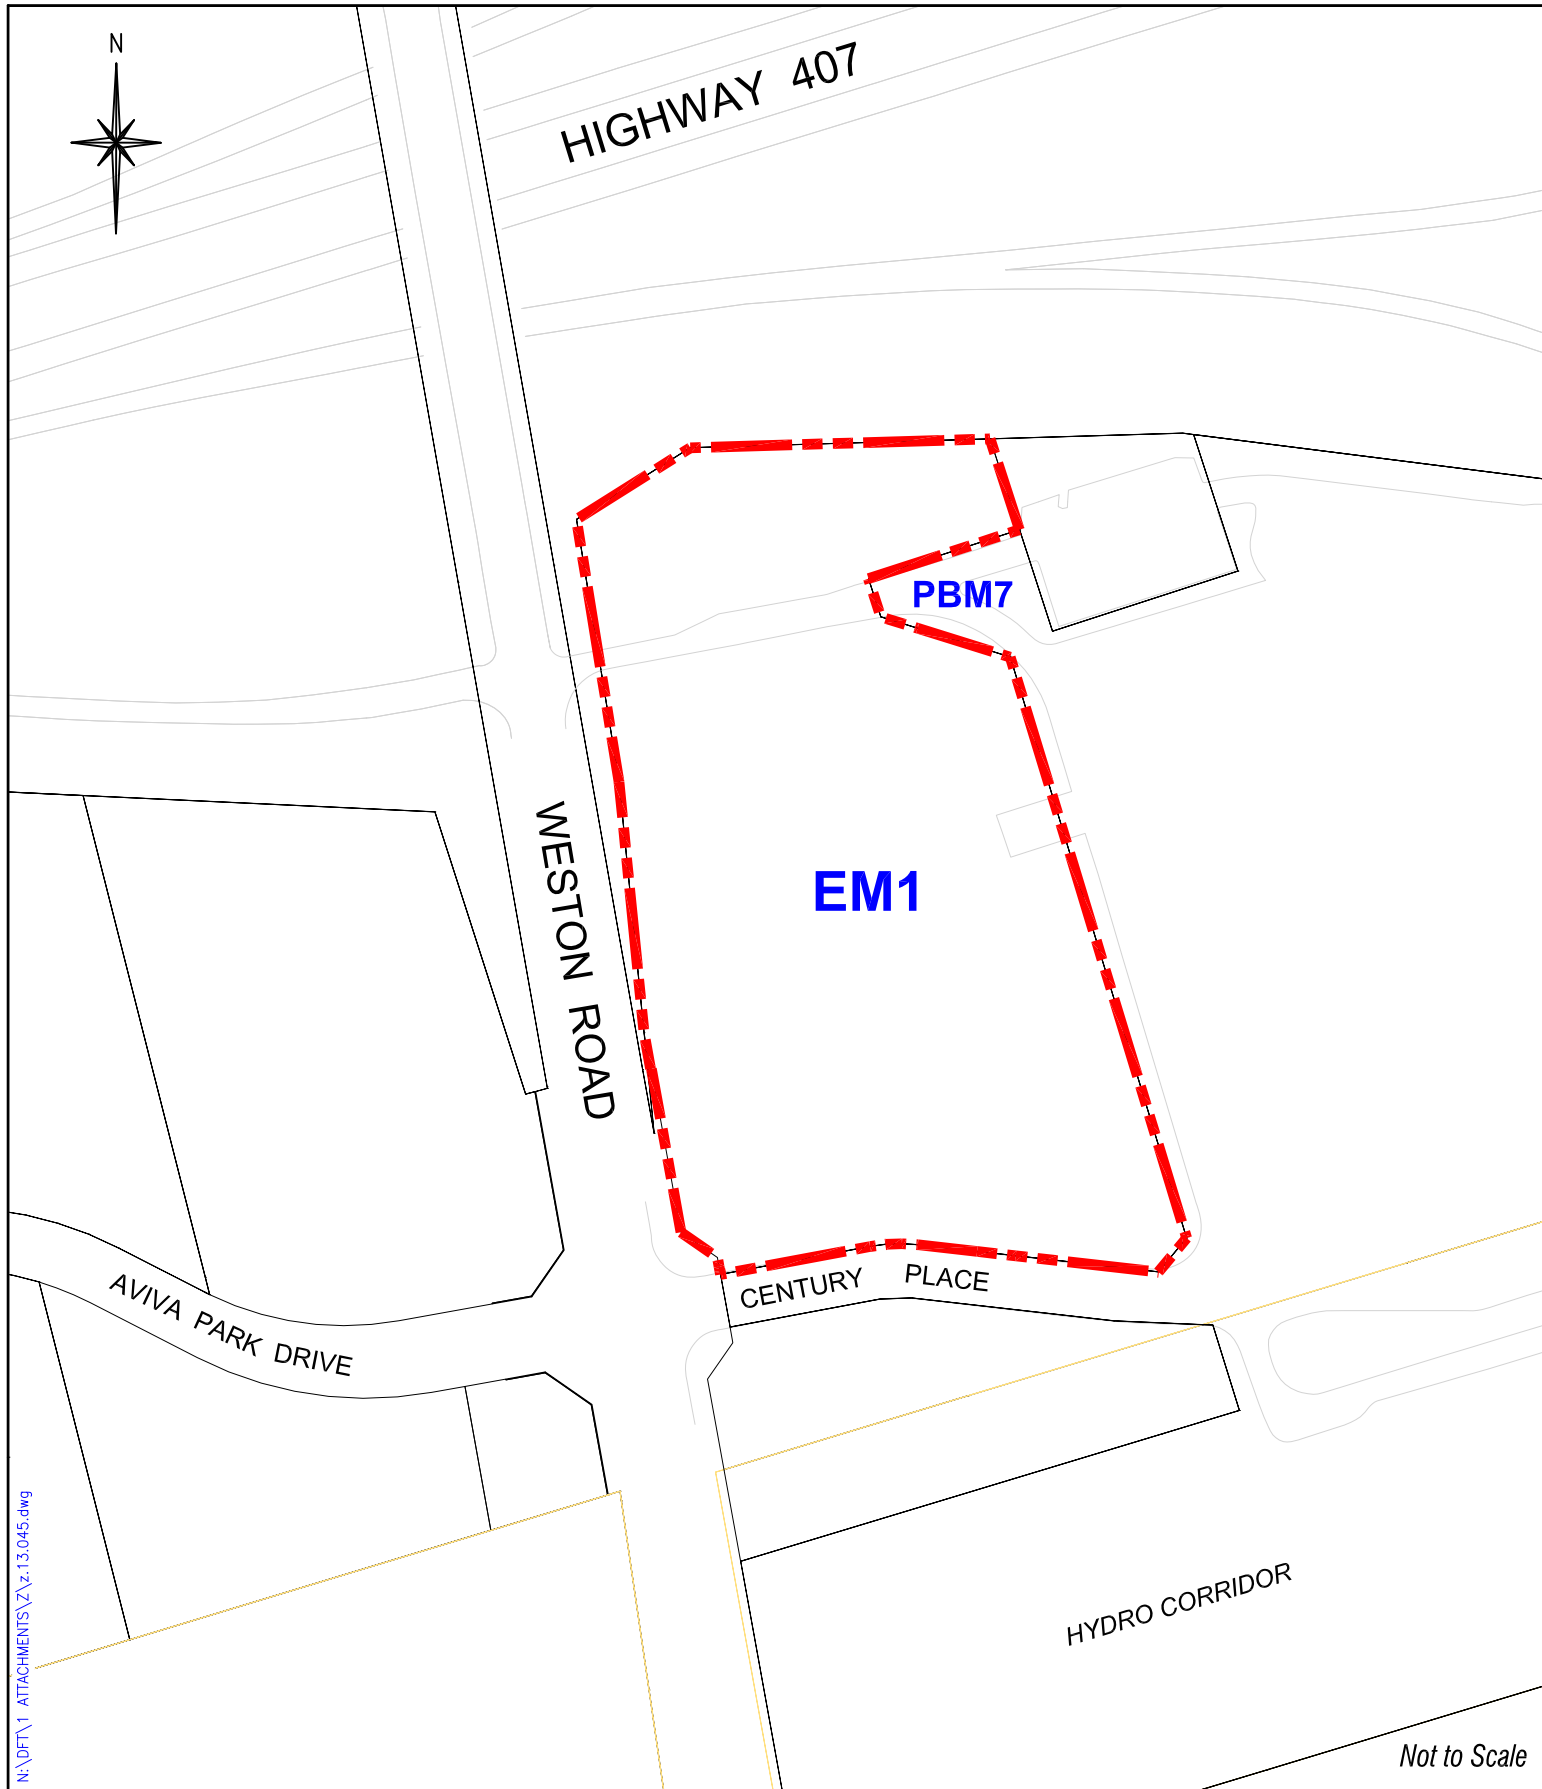 N
HIGHWAY 407
PBM7
EM1
WESTON ROAD
CENTURY PLACE
AVIVA PARK DRIVE
HYDRO CORRIDOR
N:\DFT\1 ATTACHMENTS\Z\z.13.045.dwg
Not to Scale